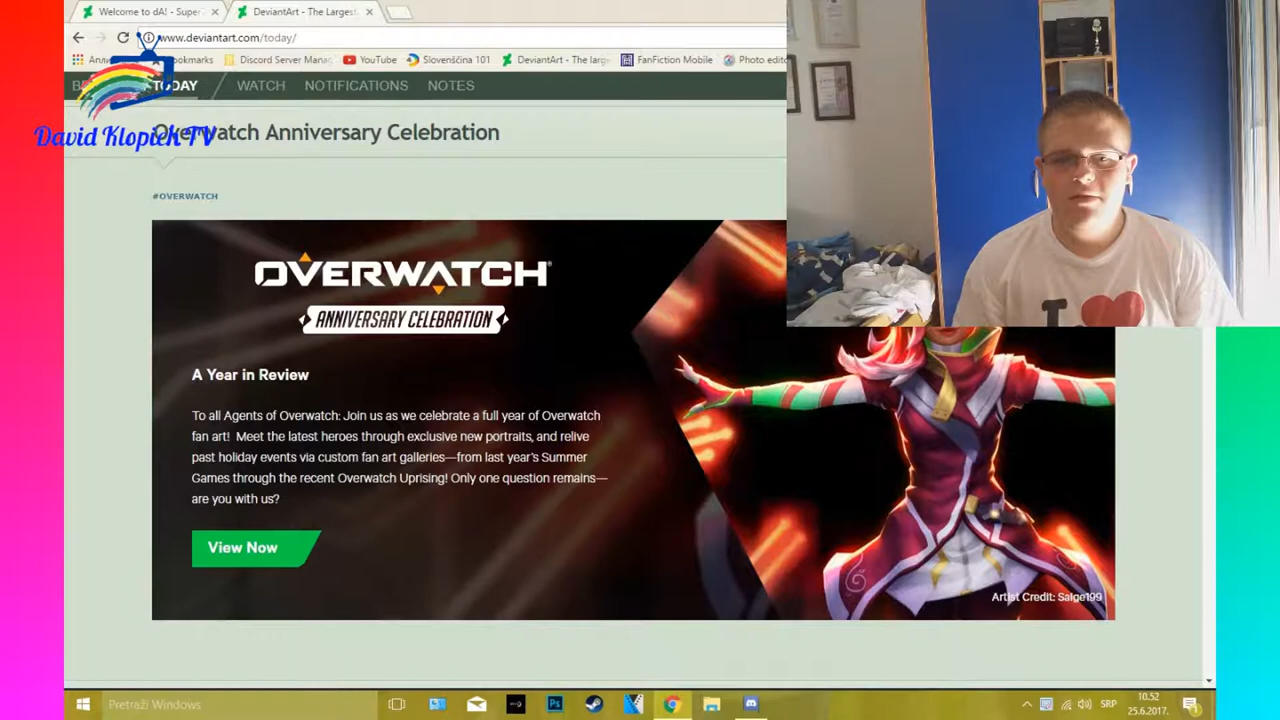 Welcome to dA! - Super
DeviantArt - The Largest
www.deviantart.com/today/
Discord Server Mana
YouTube
Slovenščina 101
DeviantArt - The larg
FanFiction Mobile
Photo edito
TODAY
WATCH
NOTIFICATIONS
NOTES
David Klopich TV
Overwatch Anniversary Celebration
#OVERWATCH
OVERWATCH
ANNIVERSARY CELEBRATION
A Year in Review
To all Agents of Overwatch: Join us as we celebrate a full year of Overwatch
fan art! Meet the latest heroes through exclusive new portraits, and relive
past holiday events via custom fan art galleries—from last year's Summer
Games through the recent Overwatch Uprising! Only one question remains—
are you with us?
View Now
Artist Credit: Saige199
I
Pretraži Windows
Ps
SRP
10.52
25.6.2017.